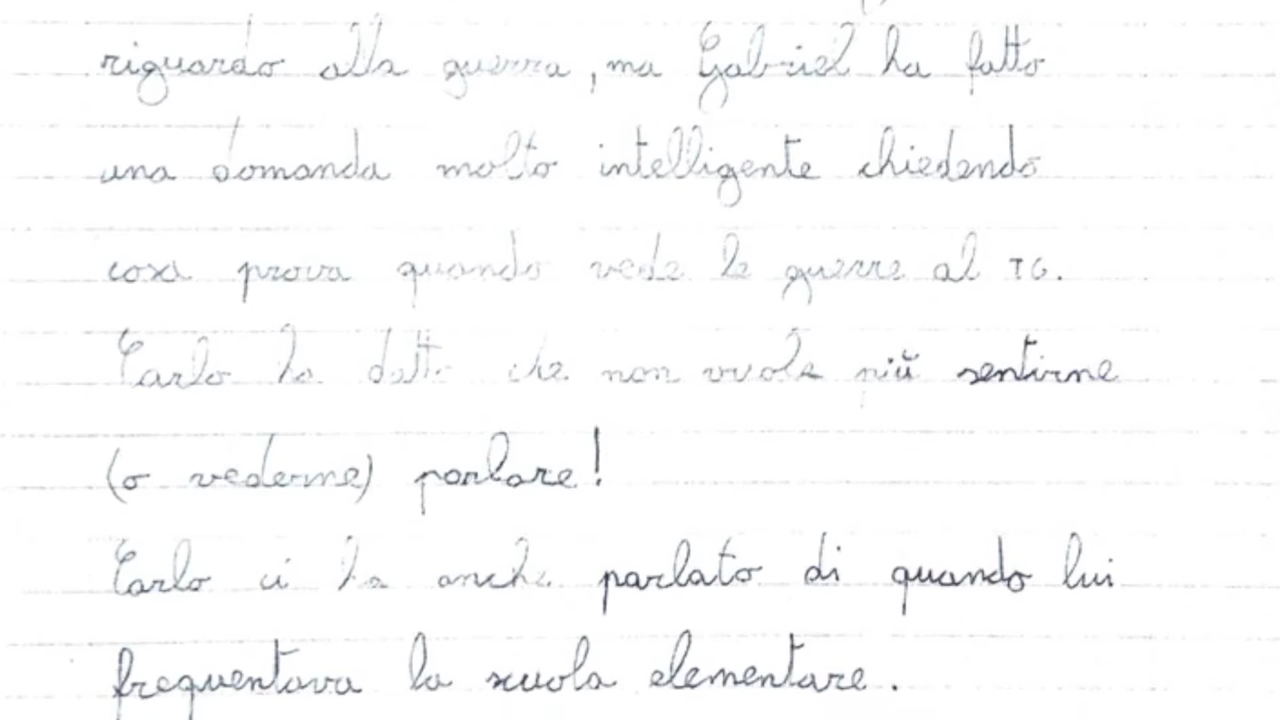 riguardo alla guerra, ma Gabriel ha fatto
una domanda molto intelligente chiedendo
cosa prova quando vede le guerre al TG.
Carlo ha detto che non vuole più sentirne
(o vederne) parlare!
Carlo ci ha anche parlato di quando lui
frequentava la scuola elementare.